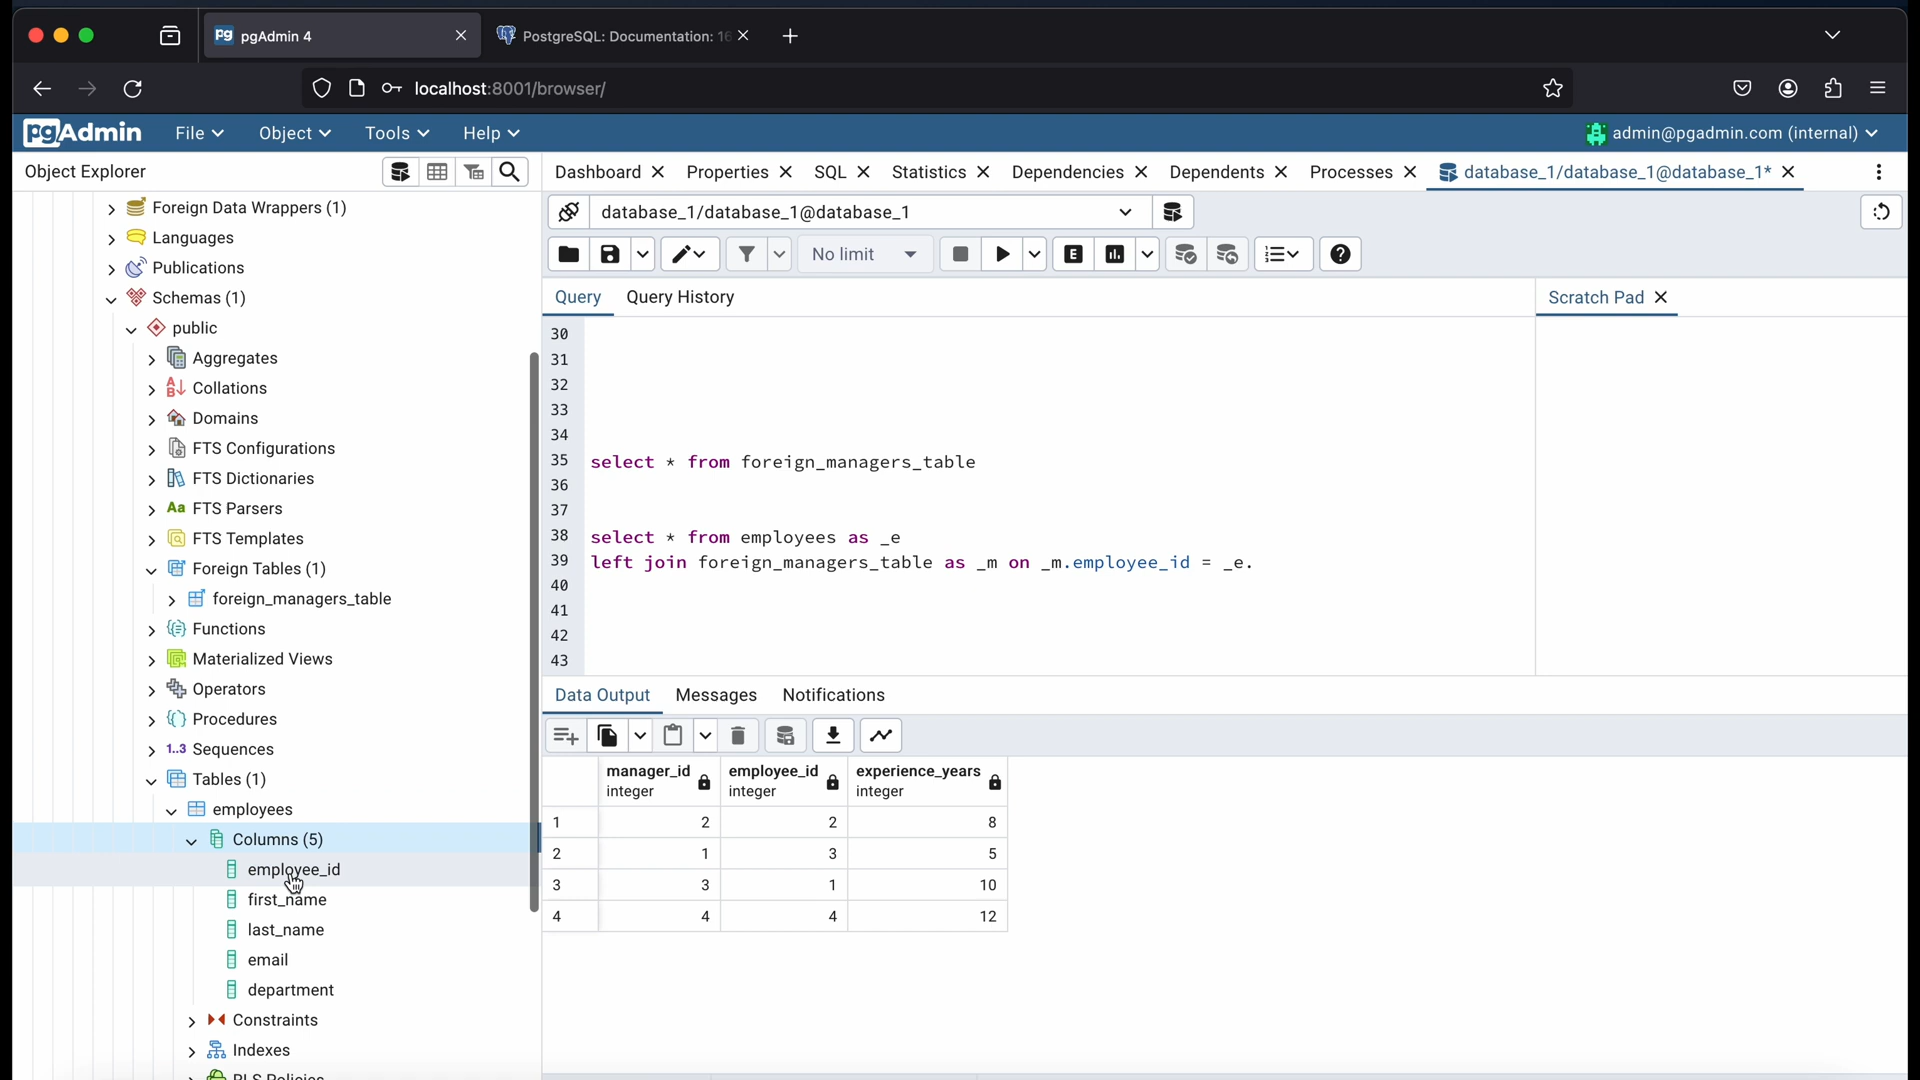 pgAdmin 4
PostgreSQL: Documentation: 16
localhost:8001/browser/
pgAdmin
File
Object
Tools
Help
admin@pgadmin.com (internal)
Object Explorer
Dashboard
Properties
SQL
Statistics
Dependencies
Dependents
Processes
database_1/database_1@database_1*
Foreign Data Wrappers (1)
Languages
Publications
Schemas (1)
public
Aggregates
Collations
Domains
FTS Configurations
FTS Dictionaries
Aa FTS Parsers
FTS Templates
Foreign Tables (1)
foreign_managers_table
Functions
Materialized Views
Operators
Procedures
1..3 Sequences
Tables (1)
employees
Columns (5)
employee_id
first_name
last_name
email
department
Constraints
Indexes
RLS Policies
database_1/database_1@database_1
No limit
E
Query
Query History
Scratch Pad
30
31
32
33
34
35 select * from foreign_managers_table
36
37
38 select * from employees as _e
39 left join foreign_managers_table as _m on _m.employee_id = _e.
40
41
42
43
Data Output
Messages
Notifications
manager_id integer
employee_id integer
experience_years integer
1 2 2 8
2 1 3 5
3 3 1 10
4 4 4 12